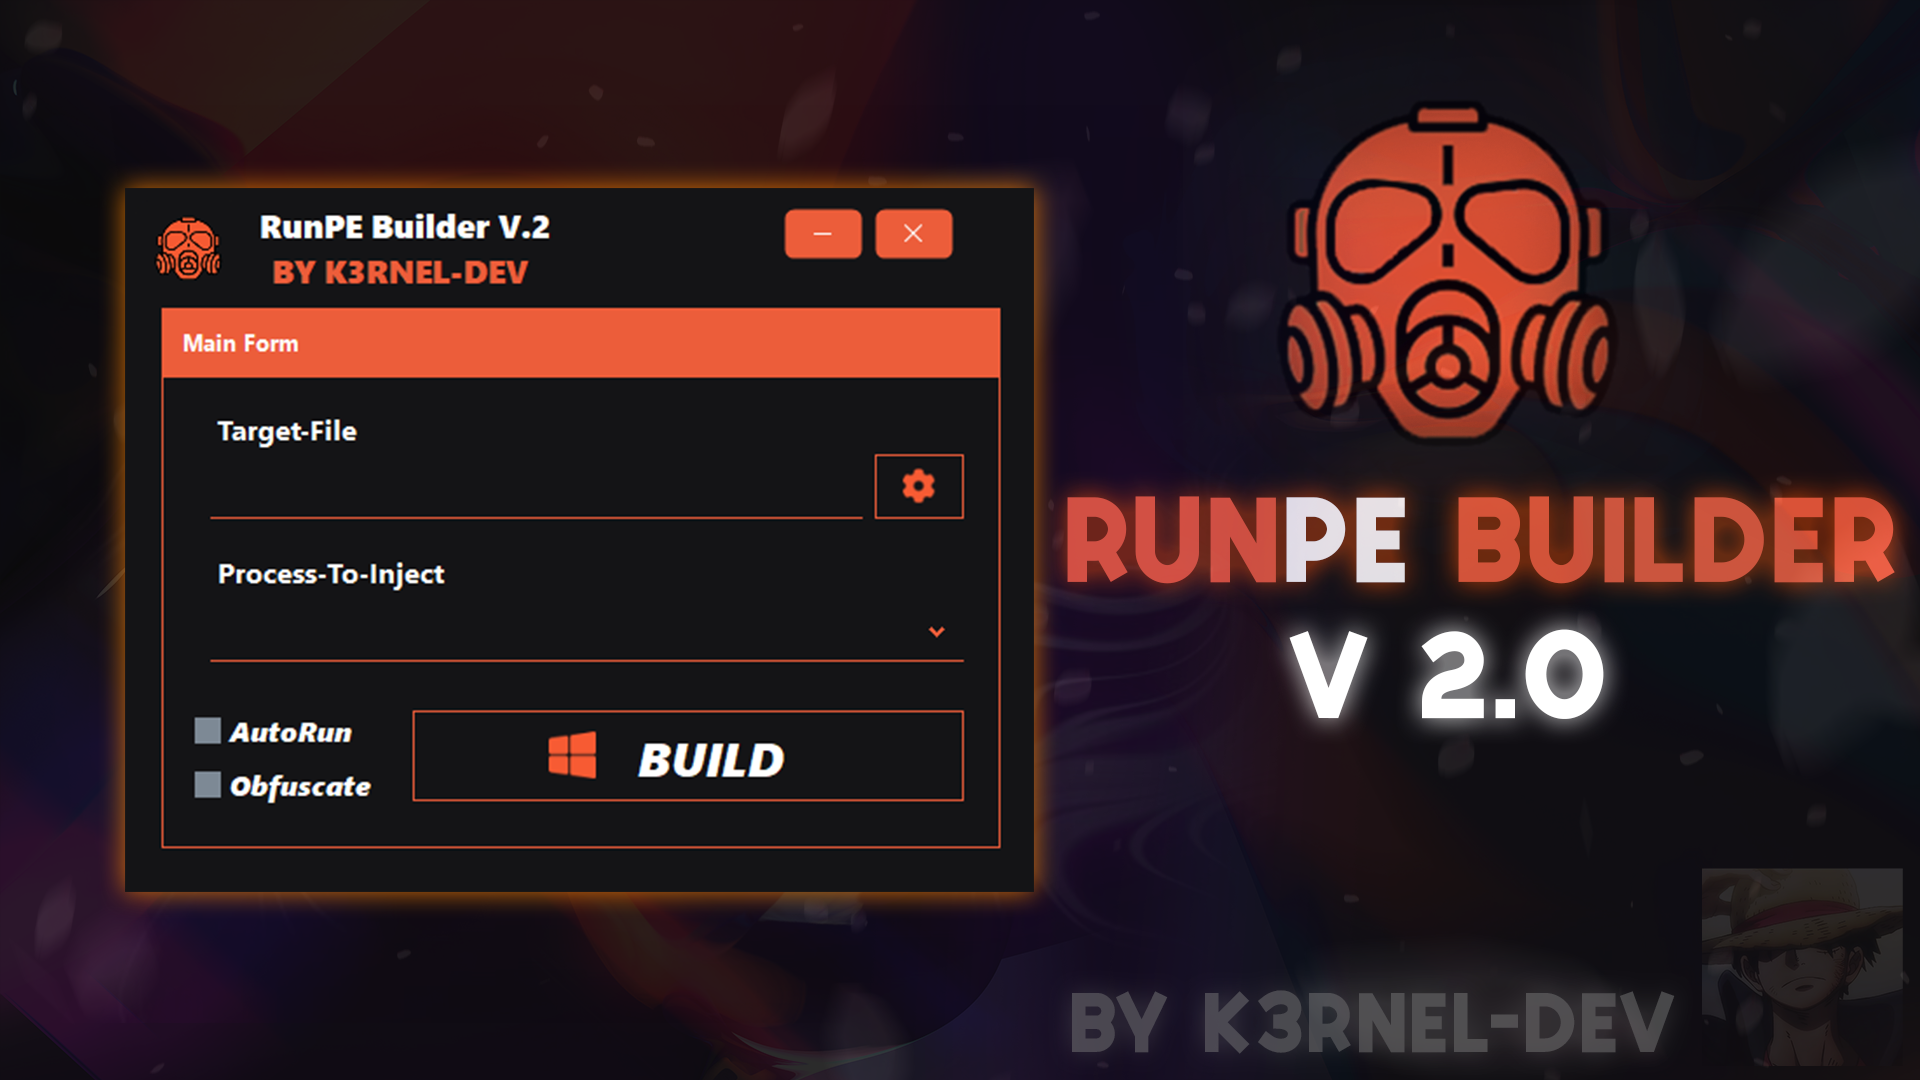 RunPE Builder V.2
BY K3RNEL-DEV
Main Form
Target-File
Process-To-Inject
AutoRun
Obfuscate
BUILD
RUNPE BUILDER
V 2.0
BY K3RNEL-DEV